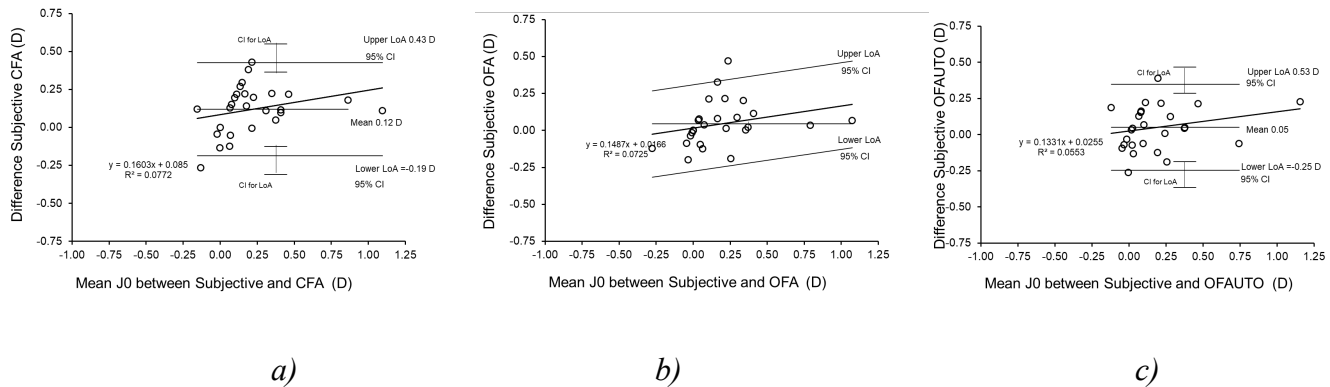 Difference Subjective CFA (D)
0.75
0.50
0.25
0.00
-0.25
-0.50
-0.75
CI for LoA
Upper LoA 0.43 D
95% CI
Mean 0.12 D
y = 0.1603x + 0.085
R² = 0.0772
Lower LoA =-0.19 D
95% CI
CI for LoA
-1.00 -0.75 -0.50 -0.25 0.00 0.25 0.50 0.75 1.00 1.25
Mean J0 between Subjective and CFA (D)
a)
Difference Subjective OFA (D)
0.75
0.50
0.25
0.00
-0.25
-0.50
-0.75
Upper LoA
95% CI
y = 0.1487x + 0.0166
R² = 0.0725
Lower LoA
95% CI
-1.00 -0.75 -0.50 -0.25 0.00 0.25 0.50 0.75 1.00 1.25
Mean J0 between Subjective and OFA (D)
b)
Difference Subjective OFAUTO (D)
0.75
0.50
0.25
0.00
-0.25
-0.50
-0.75
CI for LoA
Upper LoA 0.53 D
95% CI
Mean 0.05
y = 0.1331x + 0.0255
R² = 0.0553
Lower LoA=-0.25 D
95% CI
CI for LoA
-1.00 -0.75 -0.50 -0.25 0.00 0.25 0.50 0.75 1.00 1.25
Mean J0 between Subjective and OFAUTO (D)
c)